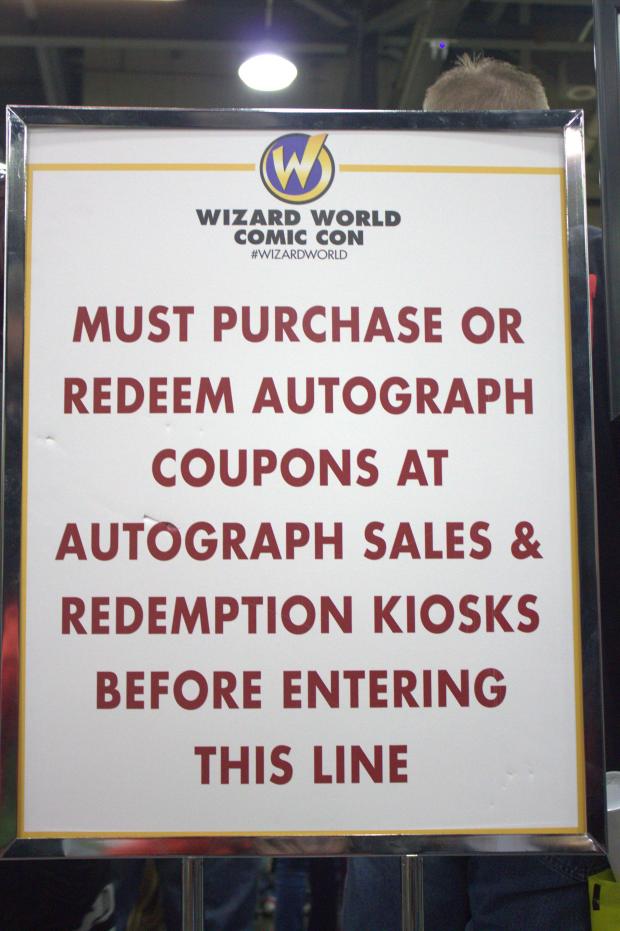 W
WIZARD WORLD
COMIC CON
#WIZARDWORLD
MUST PURCHASE OR
REDEEM AUTOGRAPH
COUPONS AT
AUTOGRAPH SALES &
REDEMPTION KIOSKS
BEFORE ENTERING
THIS LINE